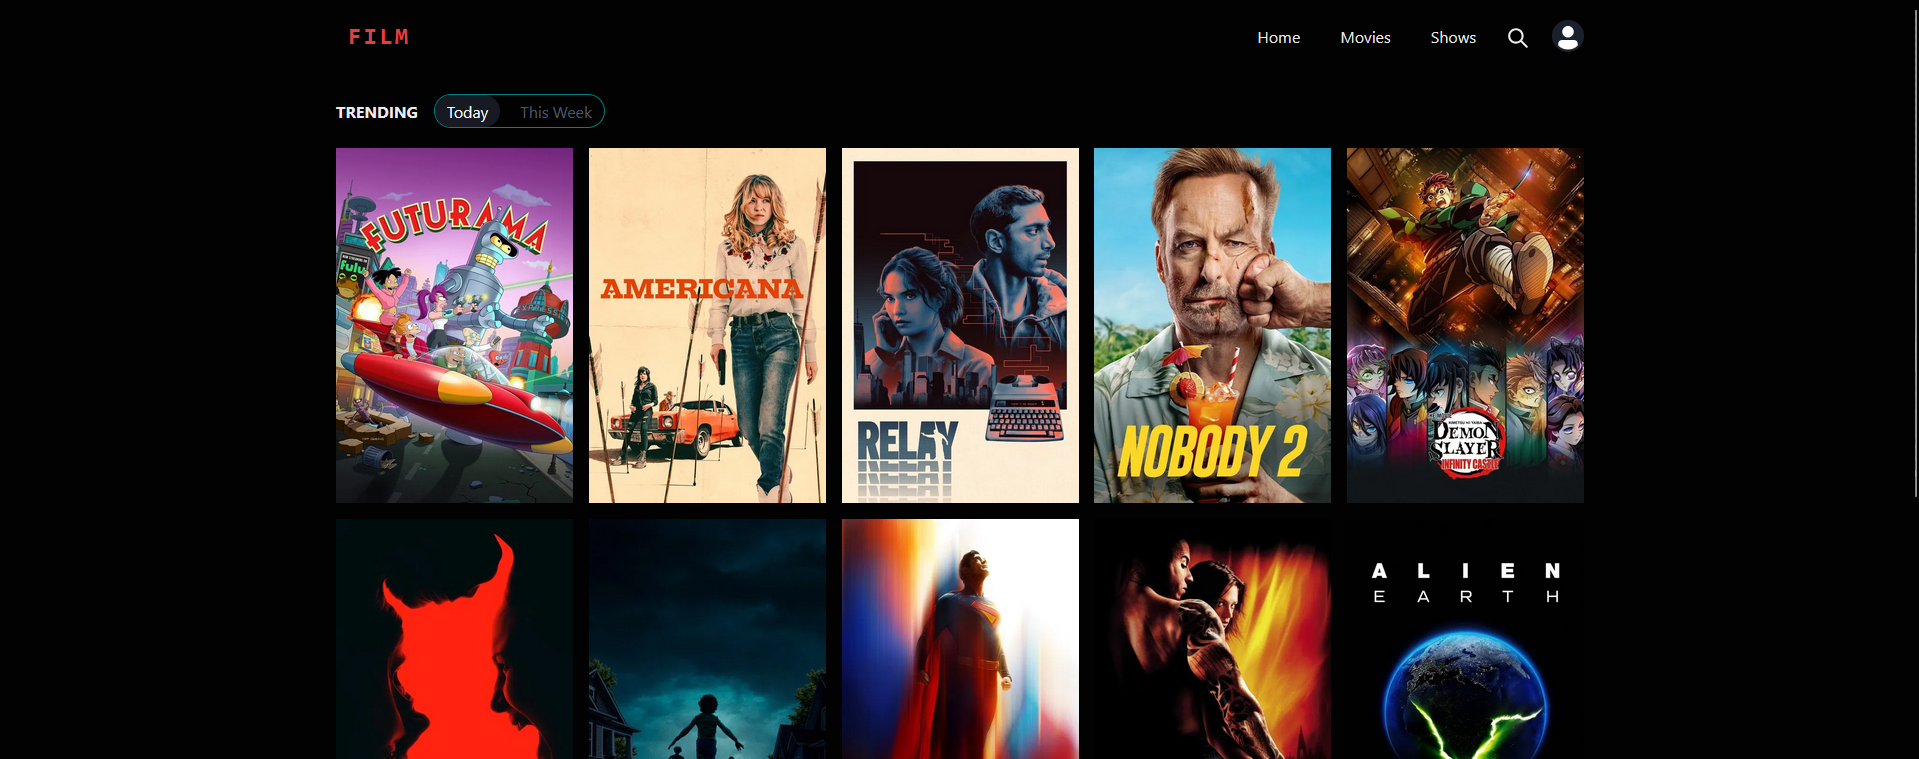 FILM
Home
Movies
Shows
TRENDING
Today
This Week
FUTURAMA
fulu
AMERICANA
RELAY
NOBODY 2
DEMON
SLAYER
INFINITY CASTLE
ALIEN
EARTH